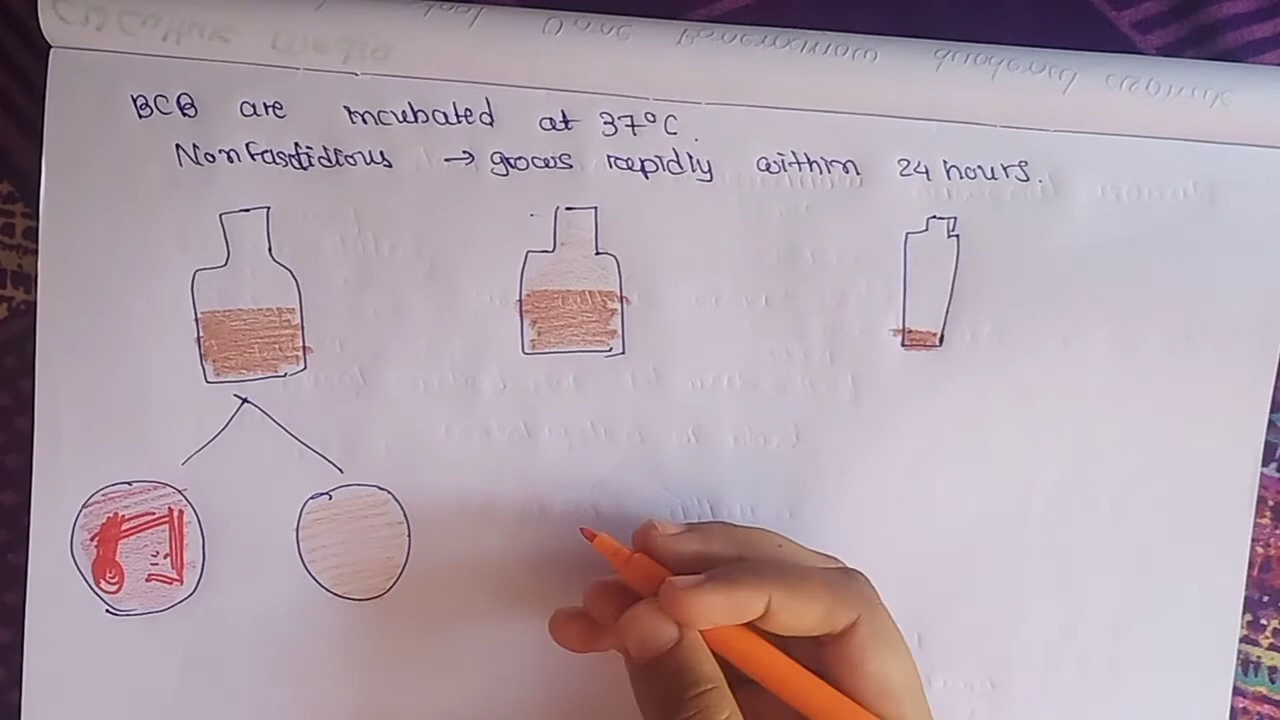 BCB are incubated at 37°C.
Nonfastidious → grows rapidly within 24 hours.